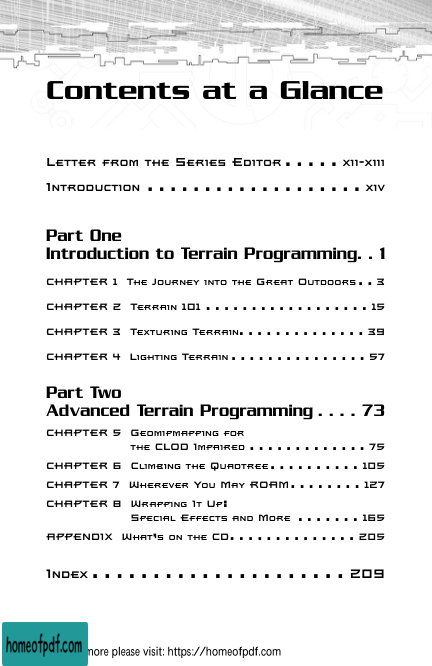 Contents at a Glance
Letter from the Series Editor . . . . . xii-xiii
Introduction . . . . . . . . . . . . . . . . . . . xiv
Part One
Introduction to Terrain Programming. . 1
CHAPTER 1 The Journey into the Great Outdoors . . 3
CHAPTER 2 Terrain 101 . . . . . . . . . . . . . . . . . 15
CHAPTER 3 Texturing Terrain. . . . . . . . . . . . . . 39
CHAPTER 4 Lighting Terrain . . . . . . . . . . . . . . 57
Part Two
Advanced Terrain Programming . . . . 73
CHAPTER 5 Geomipmapping for
the CLOD Impaired . . . . . . . . . . . . 75
CHAPTER 6 Climbing the Quadtree. . . . . . . . . . 105
CHAPTER 7 Wherever You May ROAM. . . . . . . . 127
CHAPTER 8 Wrapping It Up:
Special Effects and More . . . . . . . 165
APPENDIX What's on the CD. . . . . . . . . . . . . . 205
Index . . . . . . . . . . . . . . . . . . . . . 209
homeofpdf.com
more please visit: https://homeofpdf.com